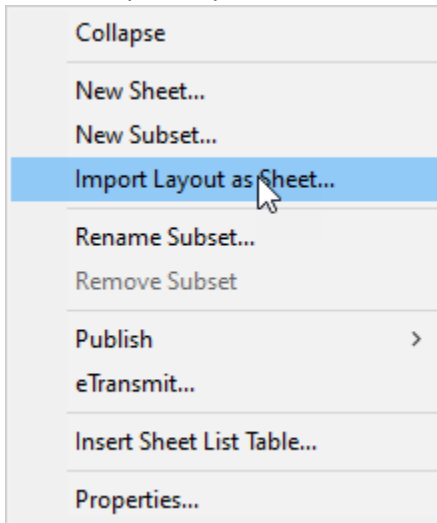 Collapse
New Sheet...
New Subset...
Import Layout as Sheet...
Rename Subset...
Remove Subset
Publish
eTransmit...
Insert Sheet List Table...
Properties...